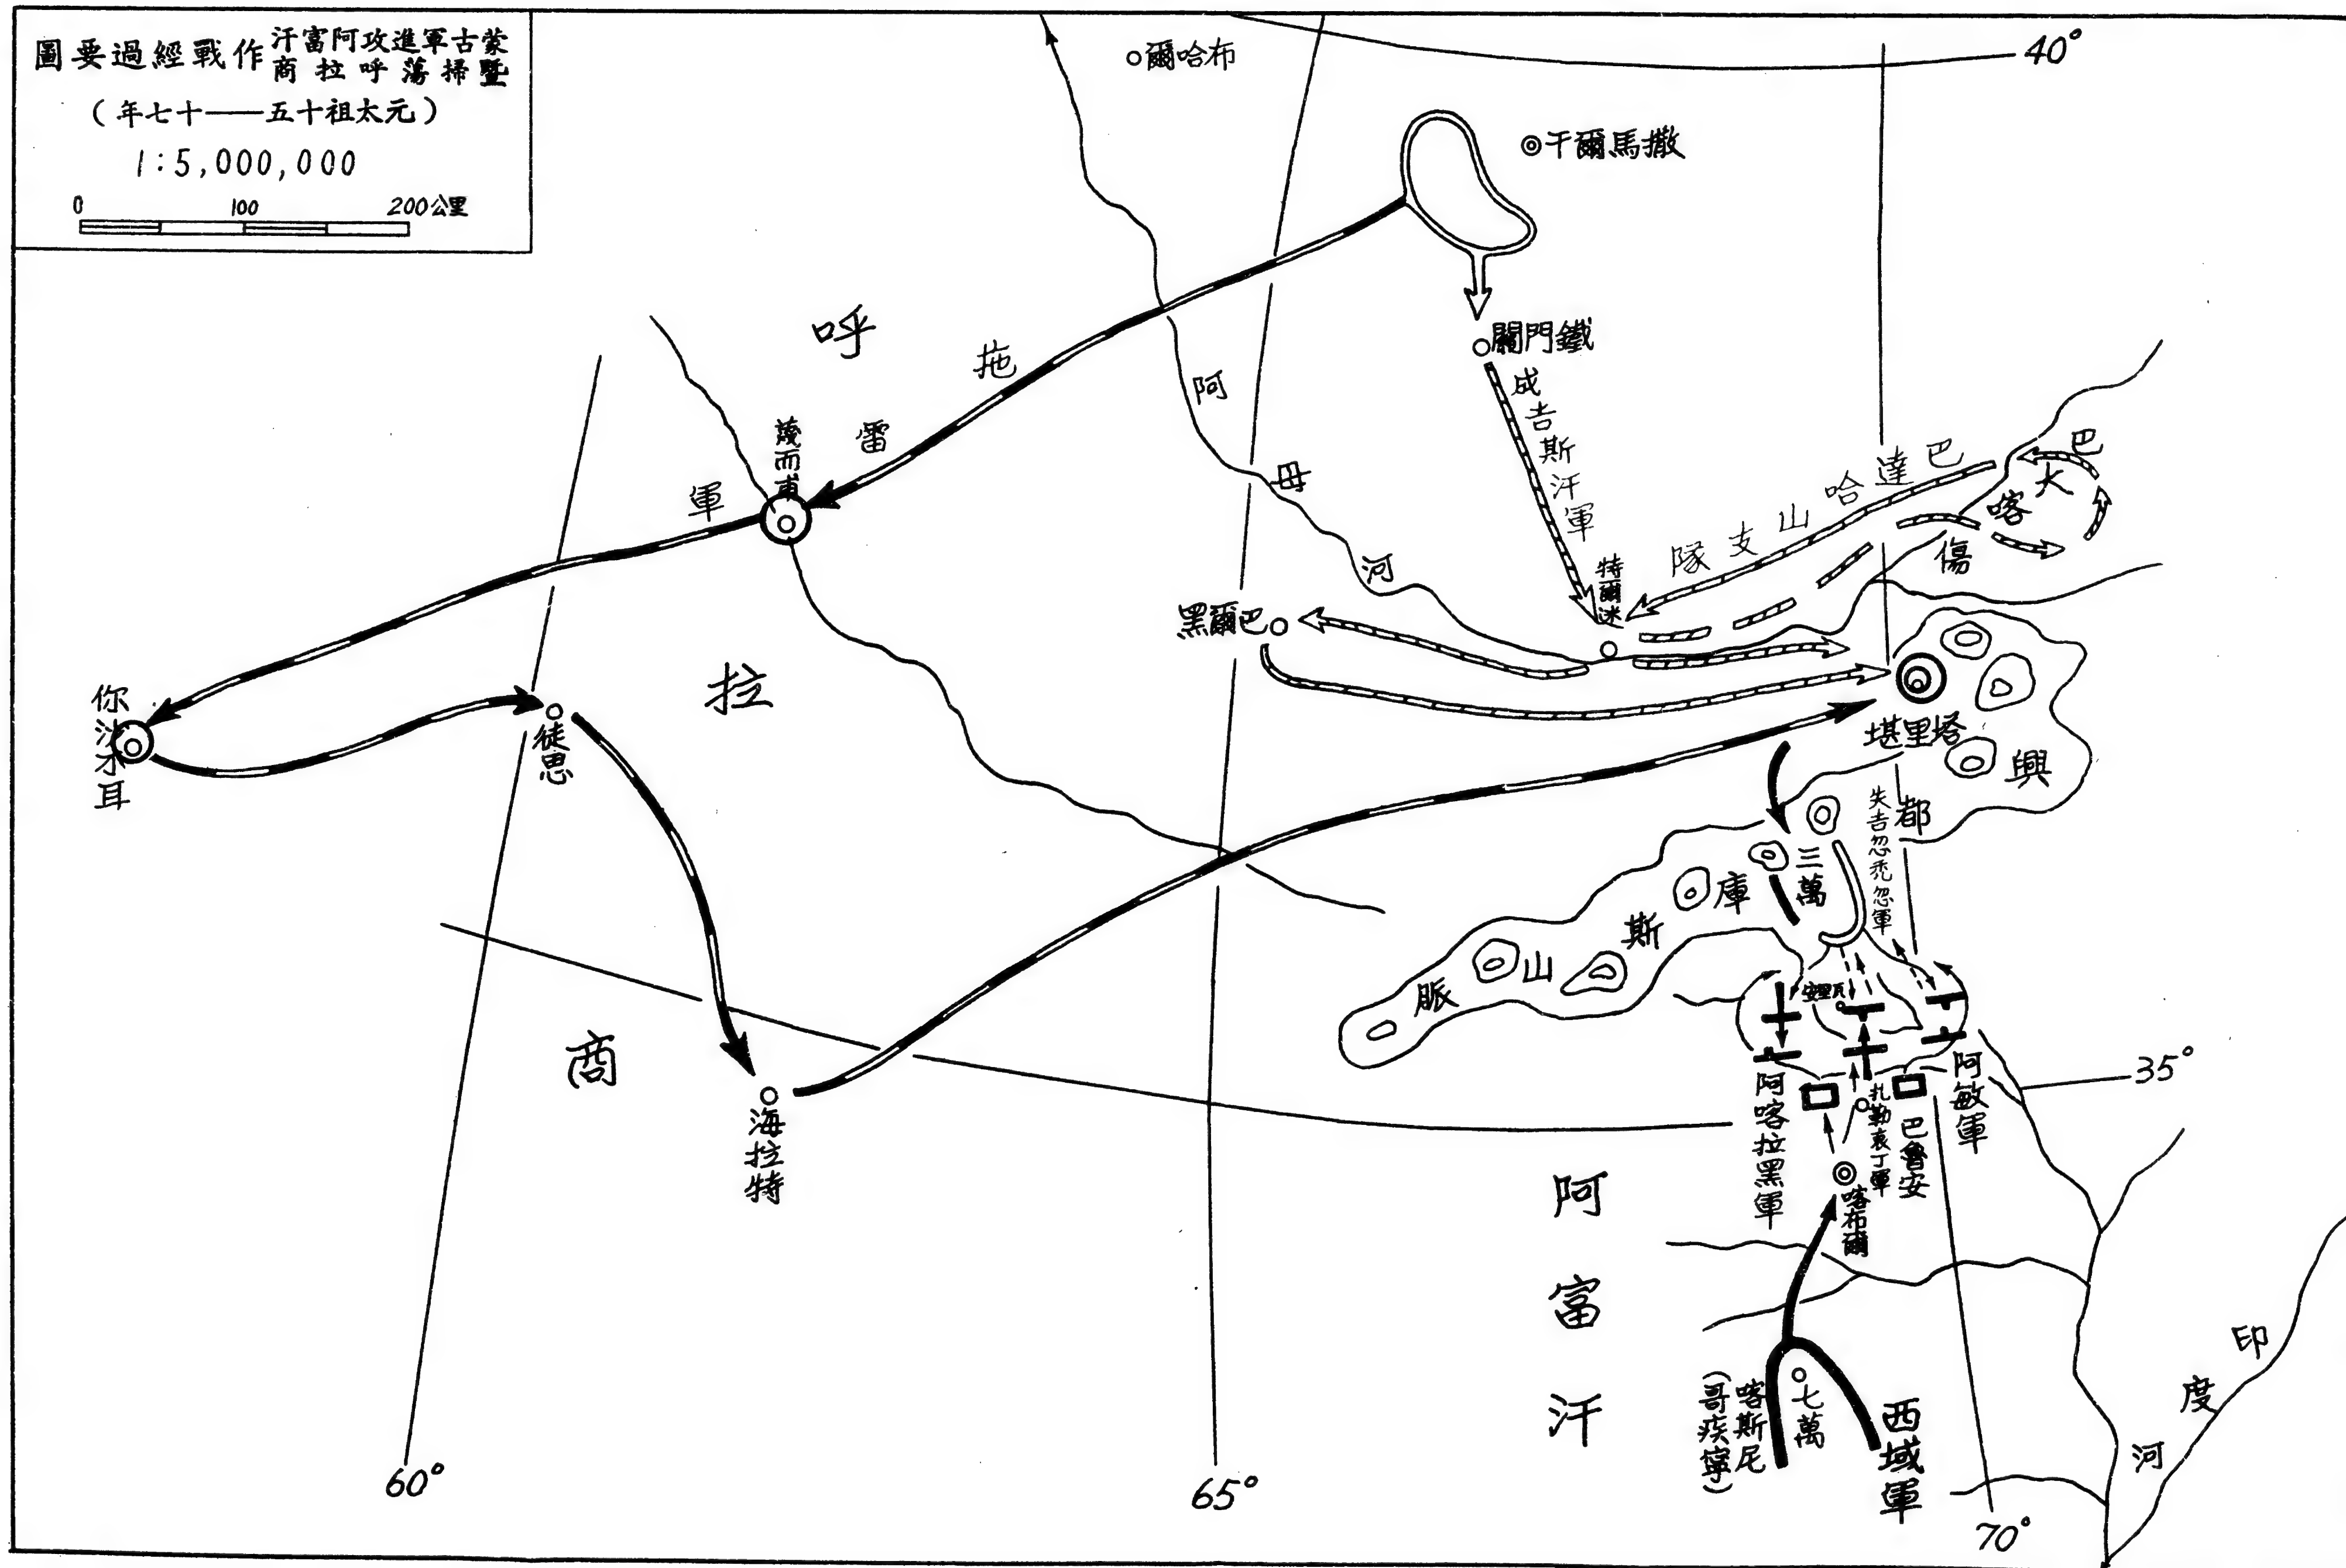 蒙古軍進攻阿富汗
暨掃蕩呼拉商
作戰經過要圖
(元太祖十五——十七年)
1:5,000,000
0 100 200公里
40°
布哈爾
撒馬爾干
鐵門關
成吉斯汗軍
呼拉商
拖雷軍
阿母河
巴達哈山支隊
巴大喀傷
薎而甫
特爾迷
巴爾黑
你沙不耳
徒思
塔里堪
興都庫斯山脈
三萬
失吉忽禿忽軍
瓦里安
海拉特
35°
阿敏軍
阿喀拉黑軍
扎勒哀丁軍
巴魯安
喀布爾
阿富汗
喀斯尼
(哥疾寧)
七萬
西域軍
印度河
60°
65°
70°